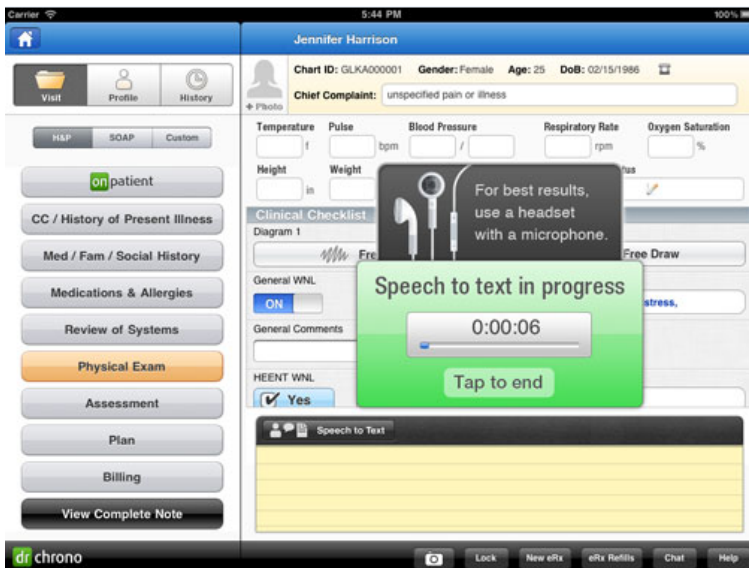 Carrier 5:44 PM 100%
Jennifer Harrison
Visit Profile History
Chart ID: GLKA000001 Gender: Female Age: 25 DoB: 02/15/1986
+ Photo Chief Complaint: unspecified pain or illness
H&P SOAP Custom
Temperature Pulse Blood Pressure Respiratory Rate Oxygen Saturation
f bpm / rpm %
Height Weight tus
in
onpatient
CC / History of Present Illness
Med / Fam / Social History
Medications & Allergies
Review of Systems
Physical Exam
Assessment
Plan
Billing
View Complete Note
For best results,
use a headset
with a microphone.
Clinical Checklist
Diagram 1
Fre Free Draw
General WNL
ON stress,
General Comments
HEENT WNL
Yes
Speech to text in progress
0:00:06
Tap to end
Speech to Text
dr chrono Lock New eRx eRx Refills Chat Help